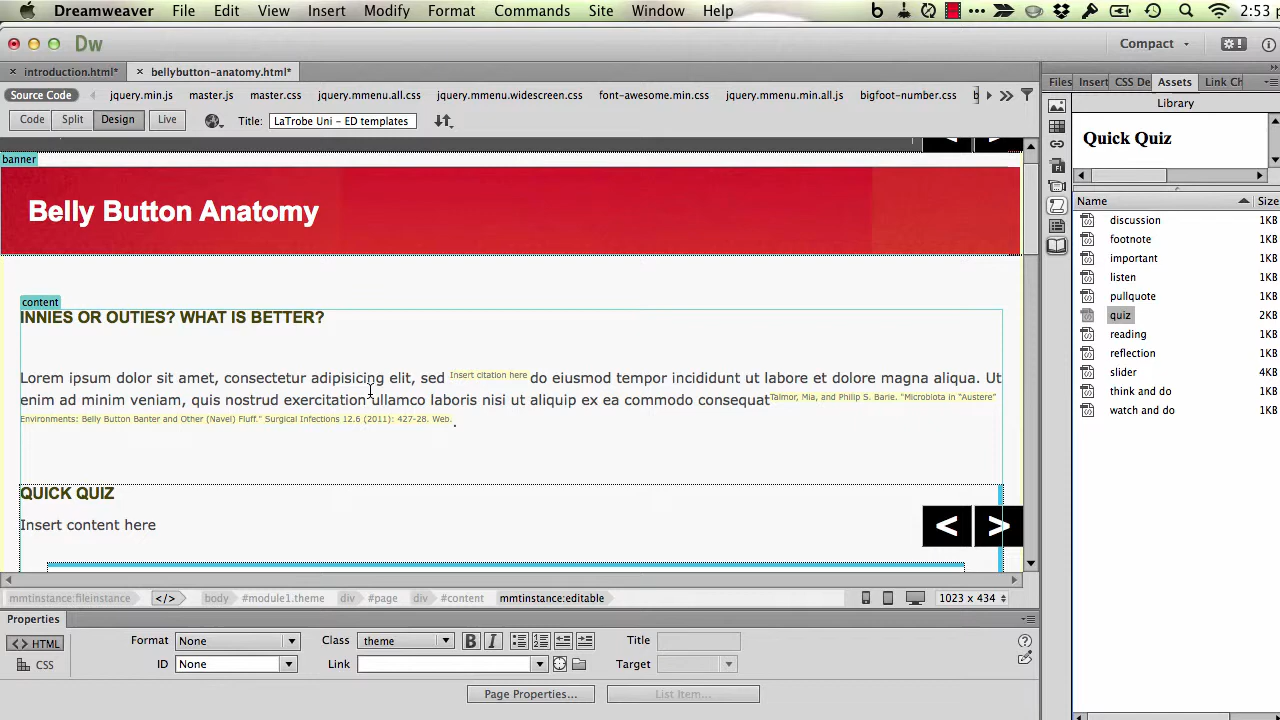 Dreamweaver File Edit View Insert Modify Format Commands Site Window Help 2:53
Dw Compact
introduction.html* bellybutton-anatomy.html*
Files Insert CSS De Assets Link Ch
Source Code jquery.min.js master.js master.css jquery.mmenu.all.css jquery.mmenu.widescreen.css font-awesome.min.css jquery.mmenu.min.all.js bigfoot-number.css b
Library
Code Split Design Live Title: LaTrobe Uni - ED templates
Quick Quiz
banner
Belly Button Anatomy
Name Size
discussion 1KB
footnote 1KB
important 1KB
listen 1KB
pullquote 1KB
quiz 2KB
reading 1KB
reflection 1KB
slider 1KB
think and do 1KB
watch and do 1KB
content
INNIES OR OUTIES? WHAT IS BETTER?
Lorem ipsum dolor sit amet, consectetur adipisicing elit, sed Insert citation here do eiusmod tempor incididunt ut labore et dolore magna aliqua. Ut
enim ad minim veniam, quis nostrud exercitation ullamco laboris nisi ut aliquip ex ea commodo consequat Talmor, Mia, and Philip S. Barie. "Microbiota in "Austere"
Environments: Belly Button Banter and Other (Navel) Fluff." Surgical Infections 12.6 (2011): 427-28. Web. .
QUICK QUIZ
Insert content here
< >
mmtinstance:fileinstance </> body #module1.theme div #page div #content mmtinstance:editable 1023 x 434
Properties
<> HTML Format None Class theme B I Title
CSS ID None Link Target
Page Properties... List Item...